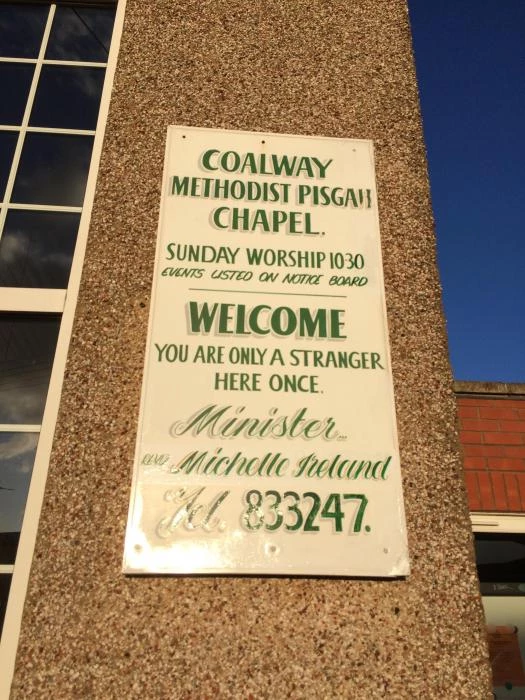 COALWAY
METHODIST PISGAH
CHAPEL.
SUNDAY WORSHIP 10·30
EVENTS LISTED ON NOTICE BOARD
WELCOME
YOU ARE ONLY A STRANGER
HERE ONCE.
Minister...
REVD Michelle Ireland
Tel. 833247.